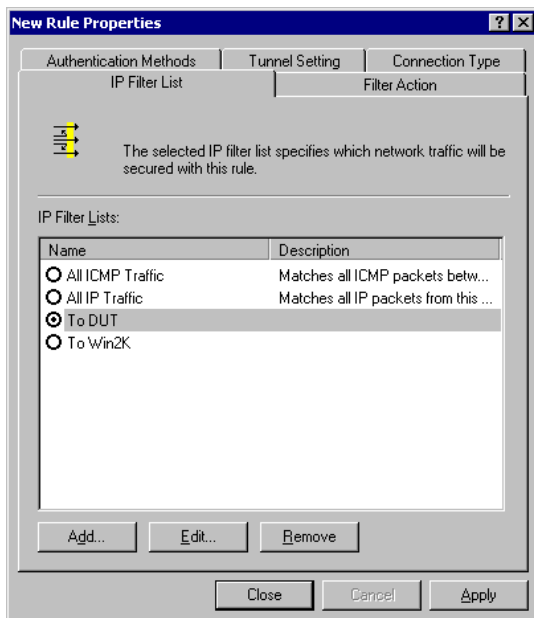 New Rule Properties
Authentication Methods Tunnel Setting Connection Type
IP Filter List Filter Action
The selected IP filter list specifies which network traffic will be
secured with this rule.
IP Filter Lists:
Name Description
All ICMP Traffic Matches all ICMP packets betw...
All IP Traffic Matches all IP packets from this ...
To DUT
To Win2K
Add... Edit... Remove
Close Cancel Apply